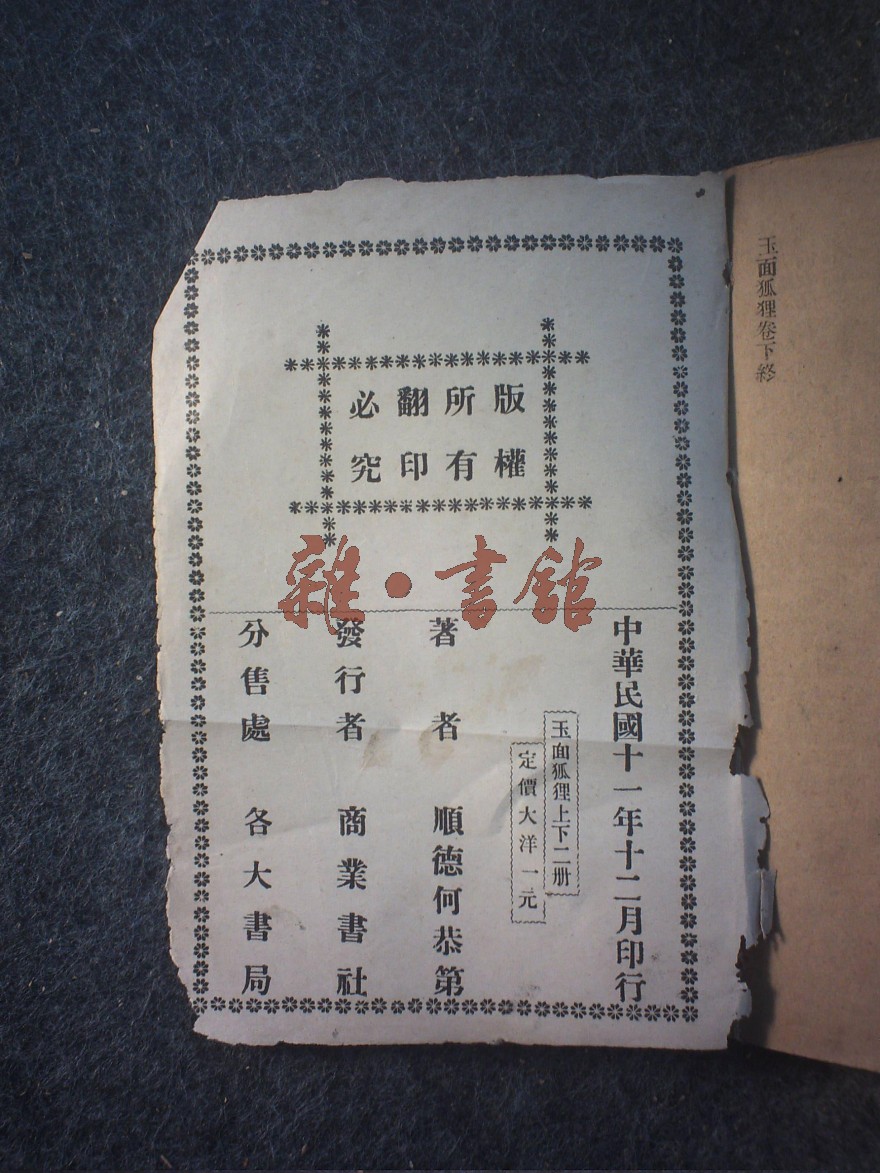 玉面狐狸卷下終
版權
所有
翻印
必究
雜·書館
中華民國十一年十二月印行
玉面狐狸上下二册
定價大洋一元
著者 順德何恭第
發行者 商業書社
分售處 各大書局